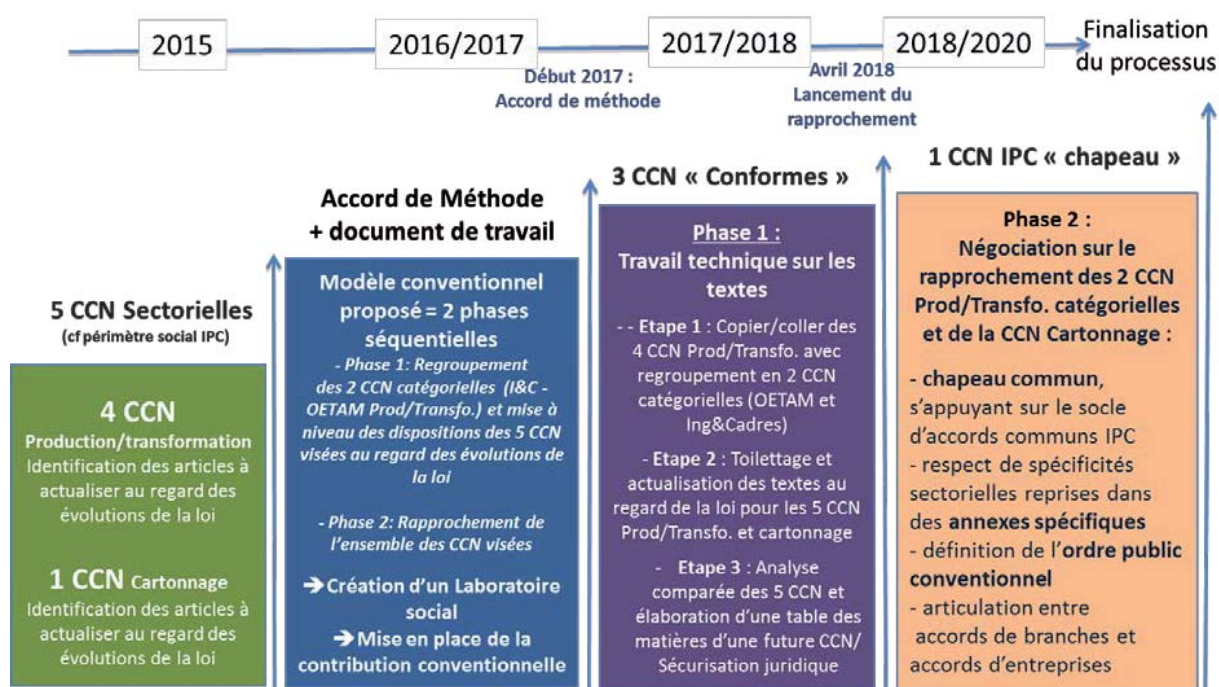 2015
2016/2017
2017/2018
2018/2020
Finalisation
du processus
Début 2017 :
Accord de méthode
Avril 2018
Lancement du
rapprochement
5 CCN Sectorielles
(cf périmètre social IPC)
4 CCN
Production/transformation
Identification des articles à
actualiser au regard des
évolutions de la loi
1 CCN Cartonnage
Identification des articles à
actualiser au regard des
évolutions de la loi
Accord de Méthode
+ document de travail
Modèle conventionnel
proposé = 2 phases
séquentielles
- Phase 1: Regroupement
des 2 CCN catégorielles (I&C -
OETAM Prod/Transfo.) et mise à
niveau des dispositions des 5 CCN
visées au regard des évolutions de
la loi
- Phase 2: Rapprochement de
l'ensemble des CCN visées
➔Création d'un Laboratoire
social
➔Mise en place de la
contribution conventionnelle
3 CCN « Conformes »
Phase 1 :
Travail technique sur les
textes
- - Etape 1 : Copier/coller des
4 CCN Prod/Transfo. avec
regroupement en 2 CCN
catégorielles (OETAM et
Ing&Cadres)
- Etape 2 : Toilettage et
actualisation des textes au
regard de la loi pour les 5 CCN
Prod/Transfo. et cartonnage
- Etape 3 : Analyse
comparée des 5 CCN et
élaboration d'une table des
matières d'une future CCN/
Sécurisation juridique
1 CCN IPC « chapeau »
Phase 2 :
Négociation sur le
rapprochement des 2 CCN
Prod/Transfo. catégorielles
et de la CCN Cartonnage :
- chapeau commun,
s'appuyant sur le socle
d'accords communs IPC
- respect de spécificités
sectorielles reprises dans
des annexes spécifiques
- définition de l'ordre public
conventionnel
- articulation entre
accords de branches et
accords d'entreprises